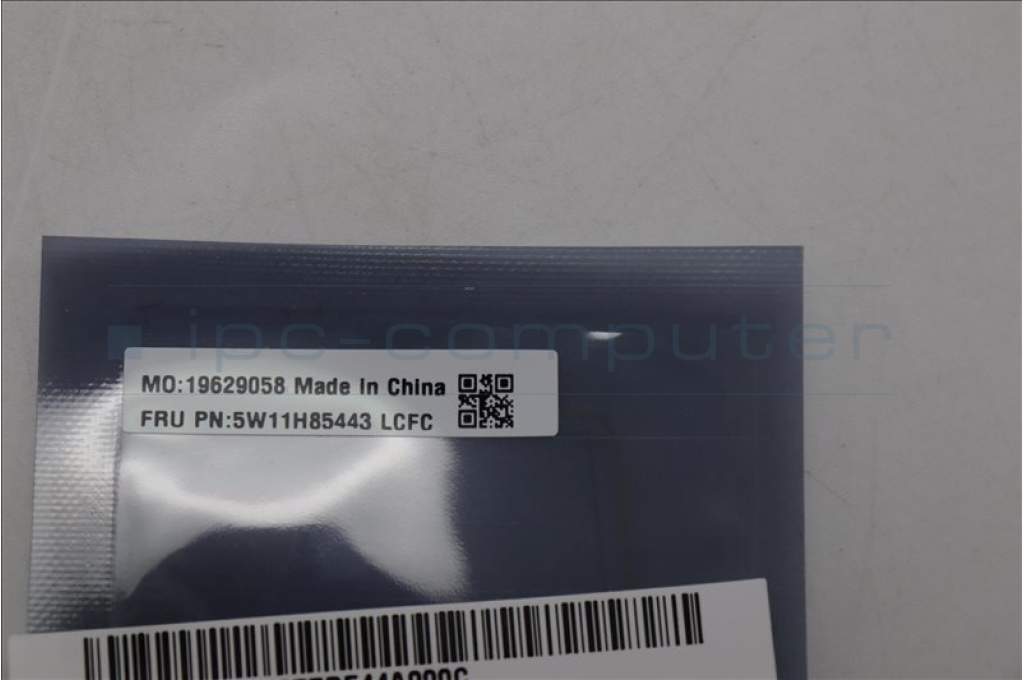 ipc-computer
MO:19629058 Made in China
FRU PN:5W11H85443 LCFC